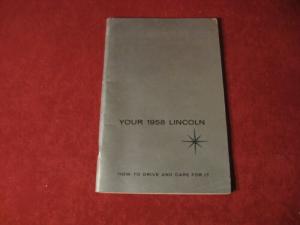 YOUR 1958 LINCOLN
HOW TO DRIVE AND CARE FOR IT